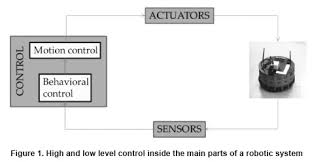 ACTUATORS
CONTROL
Motion control
Behavioral
control
SENSORS
Figure 1. High and low level control inside the main parts of a robotic system